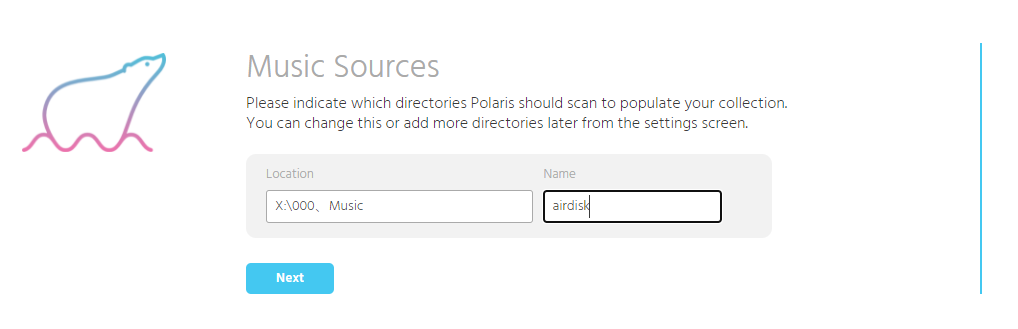 Music Sources
Please indicate which directories Polaris should scan to populate your collection.
You can change this or add more directories later from the settings screen.
Location
Name
X:\000、Music
airdisk
Next